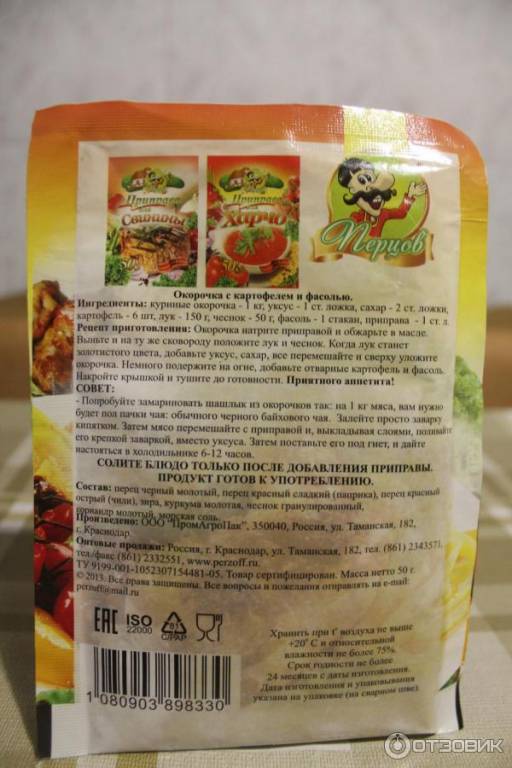 Приправа
для
Свинины
50г
Приправа
Харчо
50г
Перцов
Окорочка с картофелем и фасолью.
Ингредиенты: куриные окорочка - 1 кг, уксус - 1 ст. ложка, сахар - 2 ст. ложки,
картофель - 6 шт, лук - 150 г, чеснок - 50 г, фасоль - 1 стакан, приправа - 1 ст. л.
Рецепт приготовления: Окорочка натрите приправой и обжарьте в масле.
Выньте и на ту же сковороду положите лук и чеснок. Когда лук станет
золотистого цвета, добавьте уксус, сахар, все перемешайте и сверху уложите
окорочка. Немного подержите на огне, добавьте отварные картофель и фасоль.
Накройте крышкой и тушите до готовности. Приятного аппетита!
СОВЕТ:
- Попробуйте замариновать шашлык из окорочков так: на 1 кг мяса, вам нужно
будет пол пачки чая: обычного черного байхового чая. Залейте просто заварку
кипятком. Затем мясо перемешайте с приправой и, выкладывая слоями, поливайте
его крепкой заваркой, вместо уксуса. Затем поставьте его под гнет, и дайте
настояться в холодильнике 6-12 часов.
СОЛИТЕ БЛЮДО ТОЛЬКО ПОСЛЕ ДОБАВЛЕНИЯ ПРИПРАВЫ.
ПРОДУКТ ГОТОВ К УПОТРЕБЛЕНИЮ.
Состав: перец черный молотый, перец красный сладкий (паприка), перец красный
острый (чили), зира, куркума молотая, чеснок гранулированный,
кориандр молотый, морская соль.
Произведено: ООО "ПромАгроПак", 350040, Россия, ул. Таманская, 182,
г. Краснодар.
Оптовые продажи: Россия, г. Краснодар, ул. Таманская, 182, тел. (861) 2343571,
тел./факс (861) 2332551, www.perzoff.ru
ТУ 9199-001-1052307154481-05. Товар сертифицирован. Масса нетто 50 г.
© 2013. Все права защищены. Все вопросы и пожелания отправлять на e-mail:
perzoff@mail.ru
EAC ISO
22000
81
C/PAP
Хранить при t° воздуха не выше
+20° С и относительной
влажности не более 75%.
Срок годности не более
24 месяцев с даты изготовления.
Дата изготовления и упаковывания
указана на упаковке (на сварном шве).
1 080903 898330
ОТЗОВИК